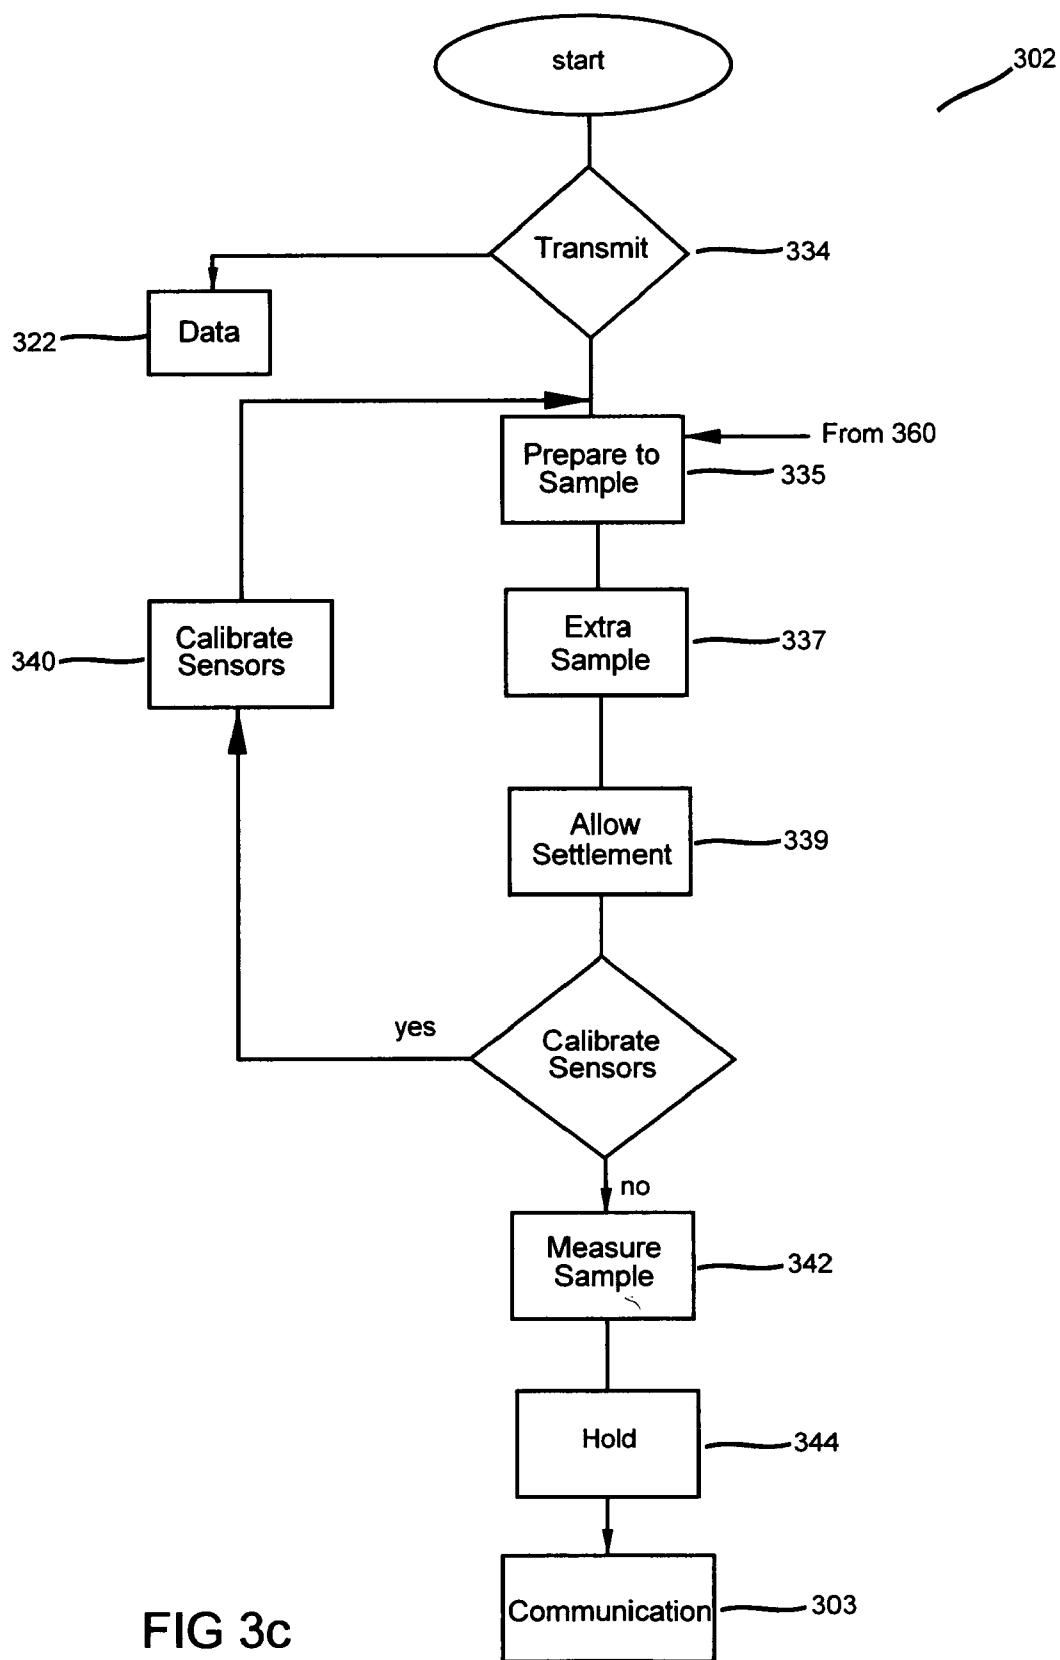 start
302
Transmit
334
Data
322
From 360
Prepare to
Sample
335
Extra
Sample
337
Calibrate
Sensors
340
Allow
Settlement
339
yes
Calibrate
Sensors
no
Measure
Sample
342
Hold
344
Communication
303
FIG 3c